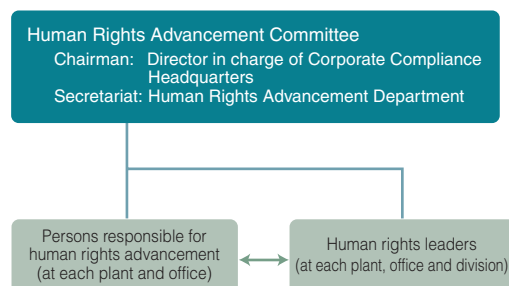 Human Rights Advancement Committee
Chairman: Director in charge of Corporate Compliance
Headquarters
Secretariat: Human Rights Advancement Department
Persons responsible for
human rights advancement
(at each plant and office)
Human rights leaders
(at each plant, office and division)